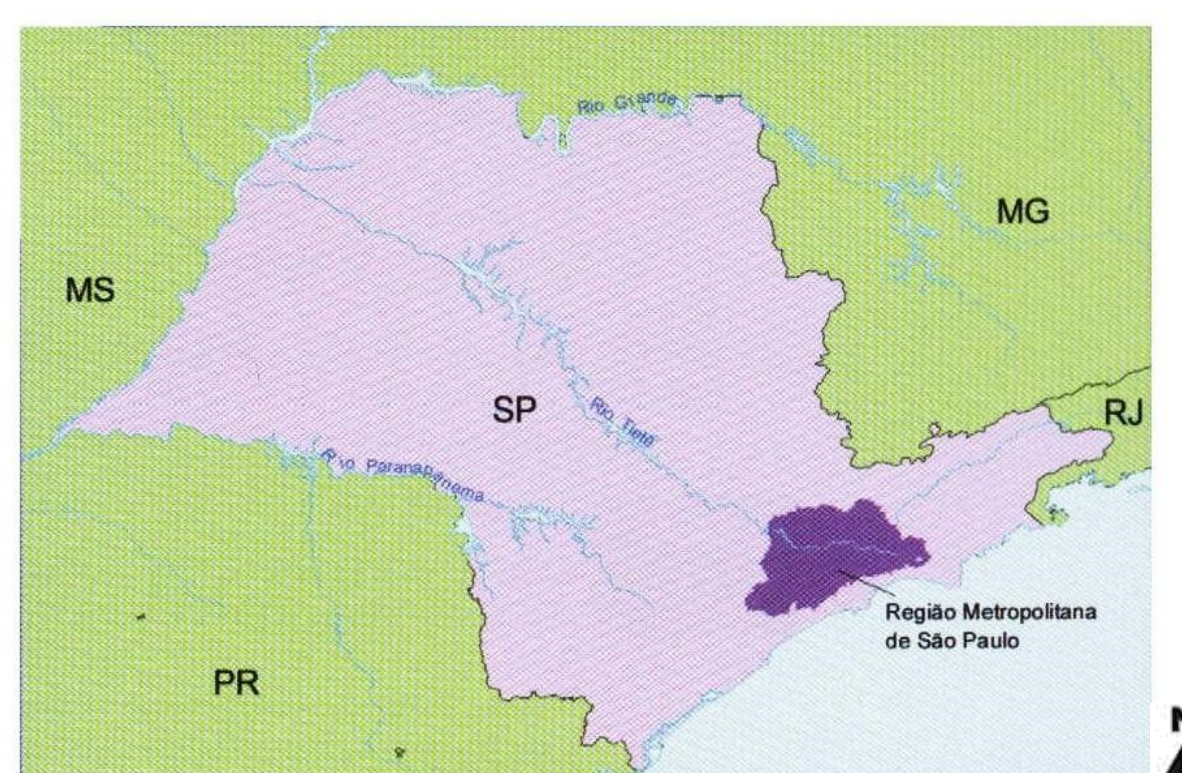 Rio Grande
MG
MS
SP
Rio Tietê
RJ
Rio Paranapanema
Região Metropolitana
de São Paulo
PR
N